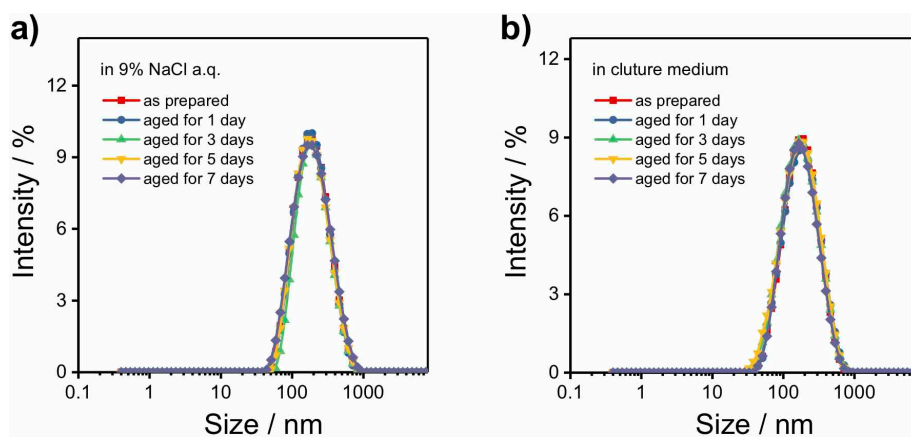 a)
in 9% NaCl a.q.
as prepared
aged for 1 day
aged for 3 days
aged for 5 days
aged for 7 days
Intensity / %
12
9
6
3
0
0.1 1 10 100 1000
Size / nm
b)
in cluture medium
as prepared
aged for 1 day
aged for 3 days
aged for 5 days
aged for 7 days
Intensity / %
12
9
6
3
0
0.1 1 10 100 1000
Size / nm